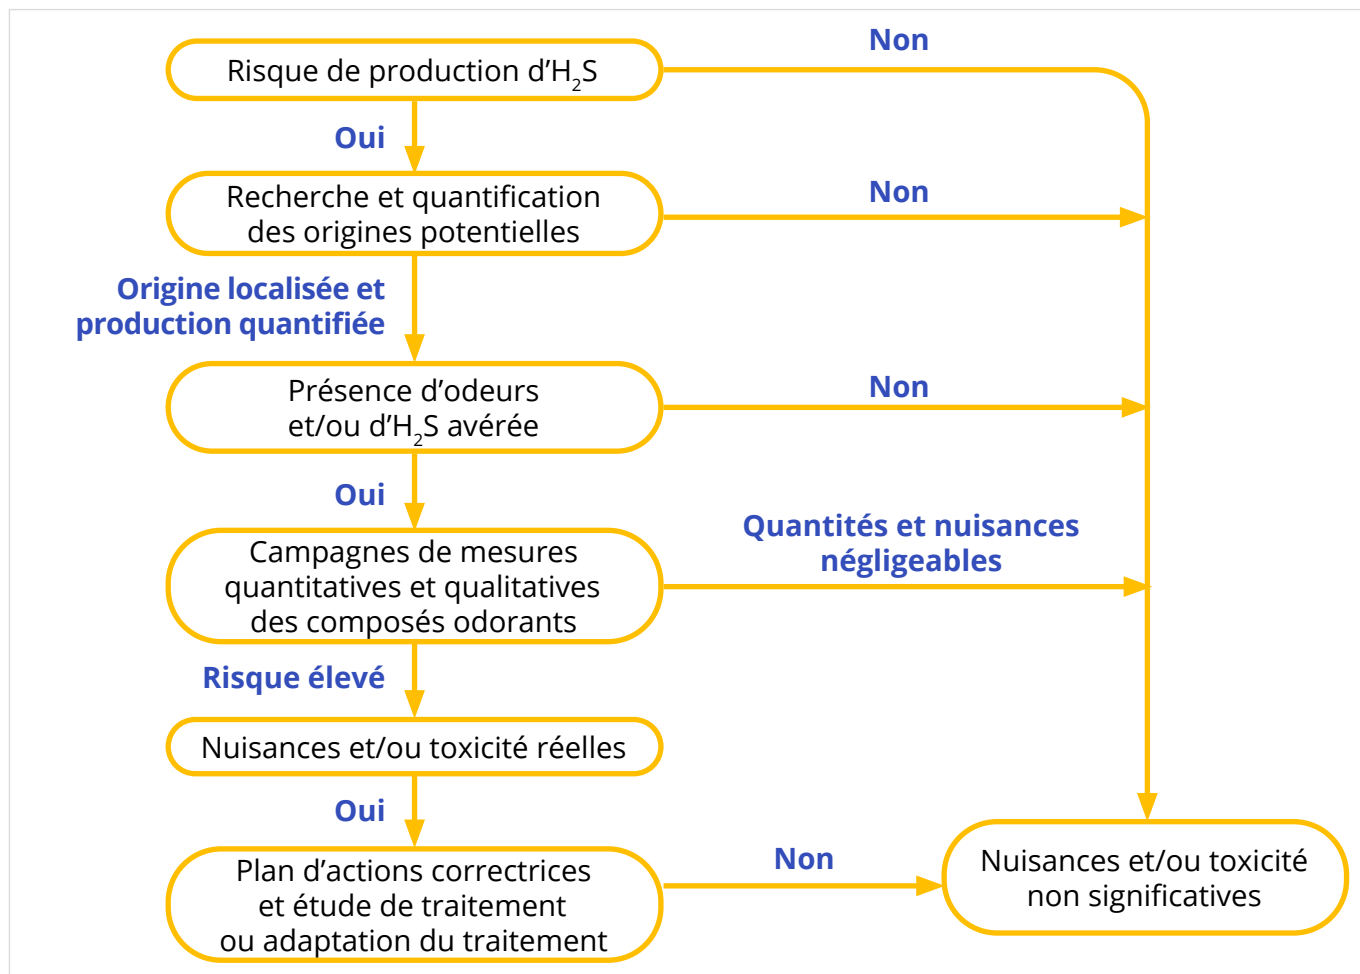 Non
Risque de production d’H₂S
Oui
Recherche et quantification
des origines potentielles
Non
Origine localisée et
production quantifiée
Présence d’odeurs
et/ou d’H₂S avérée
Non
Oui
Campagnes de mesures
quantitatives et qualitatives
des composés odorants
Quantités et nuisances
négligeables
Risque élevé
Nuisances et/ou toxicité réelles
Oui
Plan d’actions correctrices
et étude de traitement
ou adaptation du traitement
Non
Nuisances et/ou toxicité
non significatives